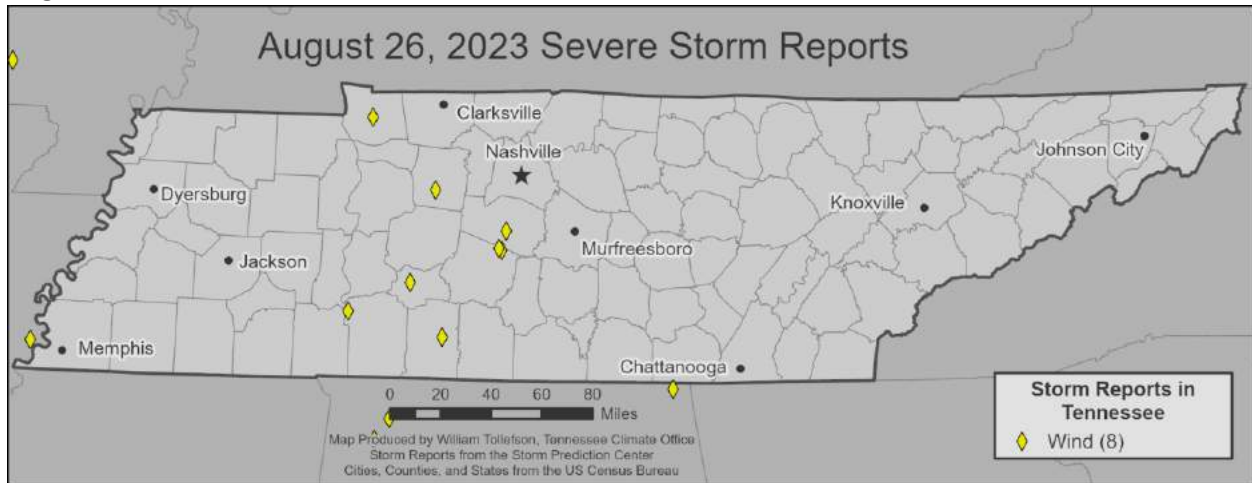 August 26, 2023 Severe Storm Reports
Clarksville
Nashville
Johnson City
Dyersburg
Knoxville
Murfreesboro
Jackson
Memphis
Chattanooga
0 20 40 60 80
Miles
Map Produced by William Tollefson, Tennessee Climate Office
Storm Reports from the Storm Prediction Center
Cities, Counties, and States from the US Census Bureau
Storm Reports in
Tennessee
Wind (8)